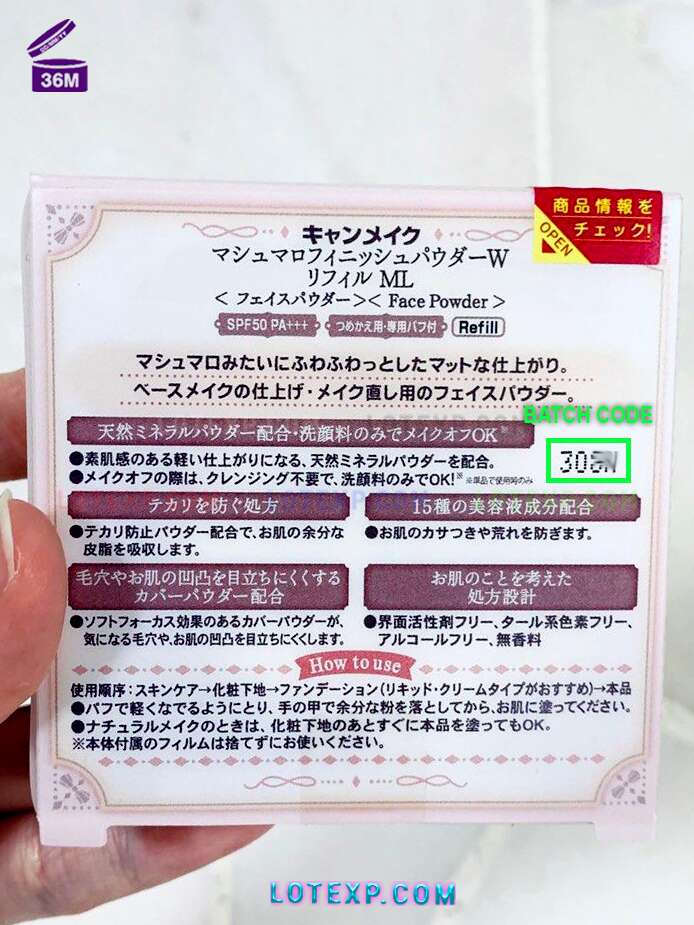 36M
商品情報を
チェック!
OPEN
キャンメイク
マシュマロフィニッシュパウダーW
リフィル ML
<フェイスパウダー><Face Powder>
SPF50 PA+++ つめかえ用・専用パフ付 Refill
マシュマロみたいにふわふわっとしたマットな仕上がり。
ベースメイクの仕上げ・メイク直し用のフェイスパウダー。
BATCH CODE
天然ミネラルパウダー配合・洗顔料のみでメイクオフOK※
●素肌感のある軽い仕上がりになる、天然ミネラルパウダーを配合。
●メイクオフの際は、クレンジング不要で、洗顔料のみでOK!※ ※単品で使用時のみ
テカリを防ぐ処方
●テカリ防止パウダー配合で、お肌の余分な
皮脂を吸収します。
15種の美容液成分配合
●お肌のカサつきや荒れを防ぎます。
毛穴やお肌の凹凸を目立ちにくくする
カバーパウダー配合
●ソフトフォーカス効果のあるカバーパウダーが、
気になる毛穴や、お肌の凹凸を目立ちにくくします。
お肌のことを考えた
処方設計
●界面活性剤フリー、タール系色素フリー、
アルコールフリー、無香料
How to use
使用順序:スキンケア→化粧下地→ファンデーション(リキッド・クリームタイプがおすすめ)→本品
●パフで軽くなでるようにとり、手の甲で余分な粉を落としてから、お肌に塗ってください。
●ナチュラルメイクのときは、化粧下地のあとすぐに本品を塗ってもOK。
※本体付属のフィルムは捨てずにお使いください。
LOTEXP.COM